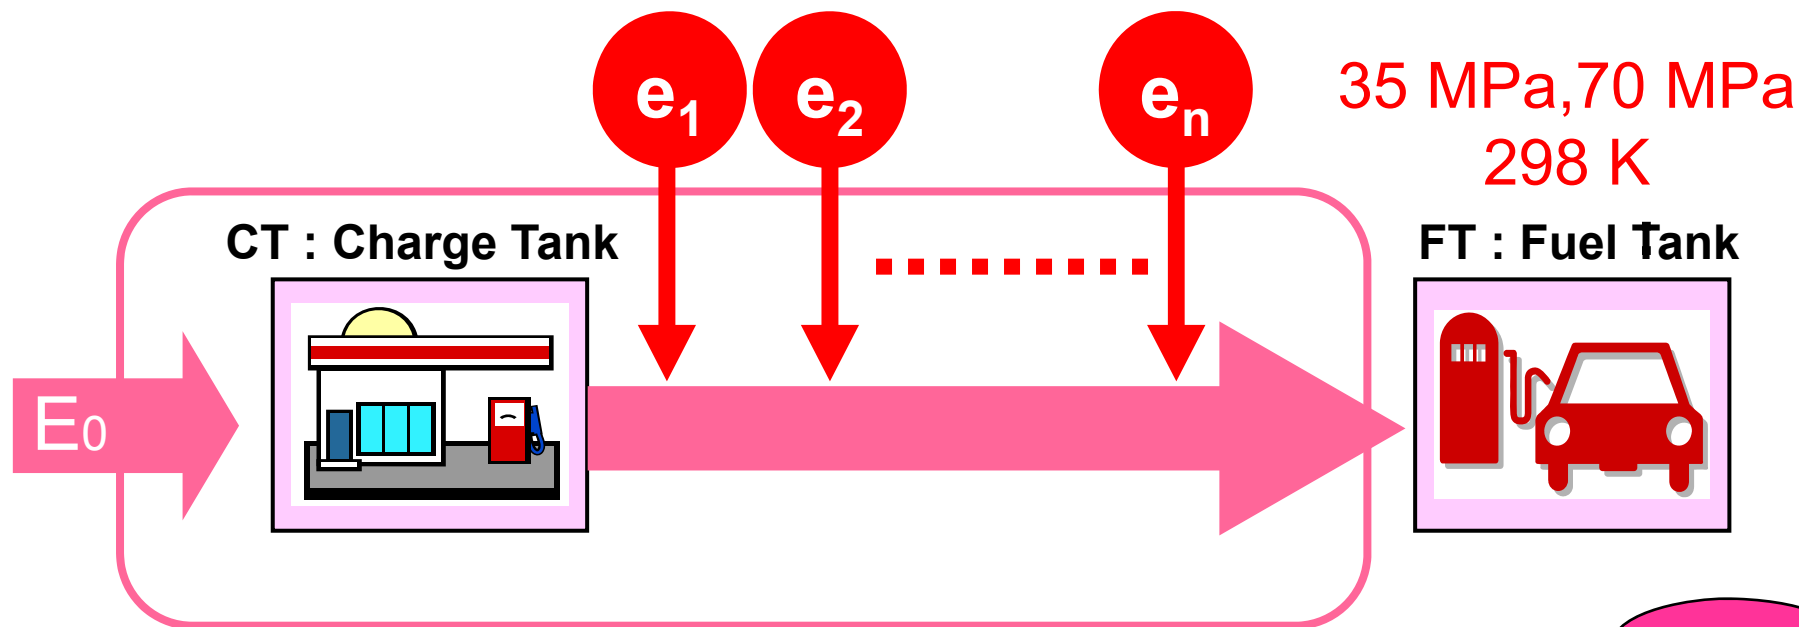 e1 e2 en
35 MPa,70 MPa
298 K
CT : Charge Tank
FT : Fuel Tank
E0